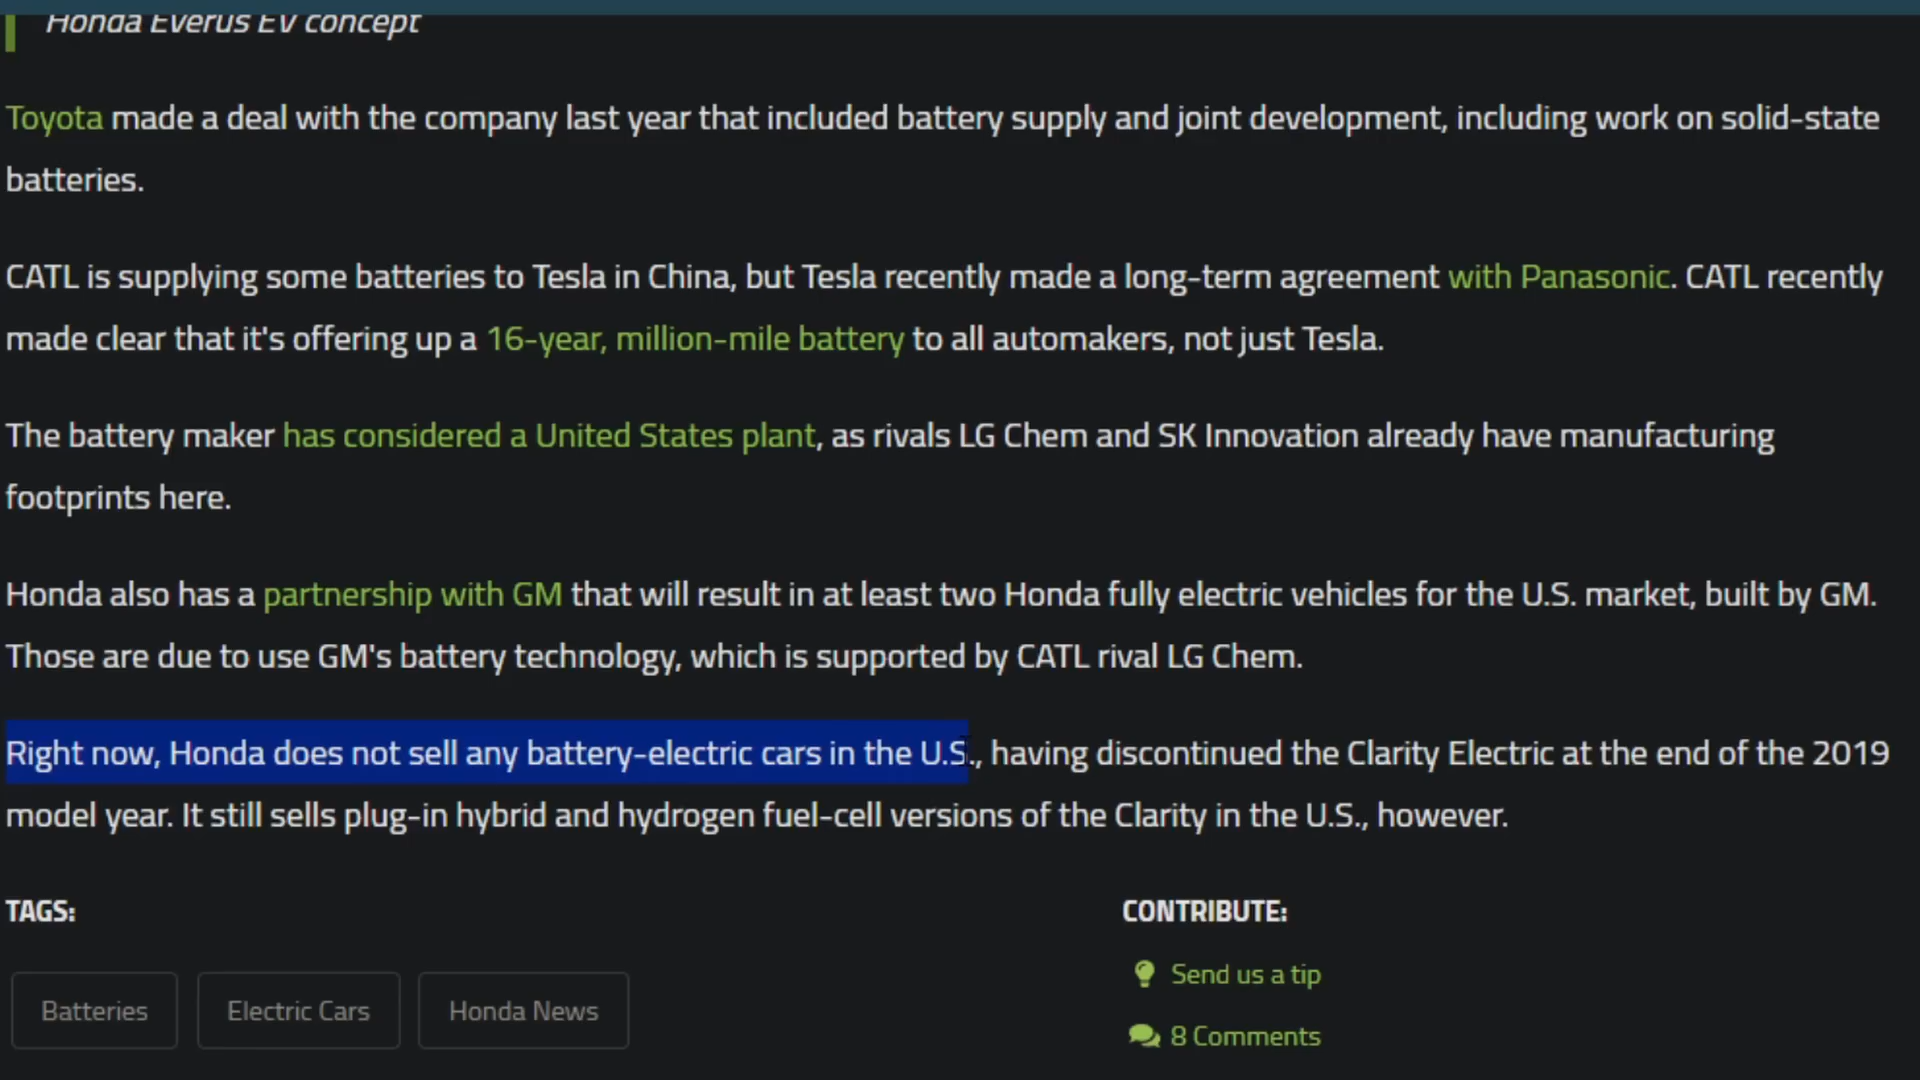 Honda Everus EV concept
Toyota made a deal with the company last year that included battery supply and joint development, including work on solid-state
batteries.
CATL is supplying some batteries to Tesla in China, but Tesla recently made a long-term agreement with Panasonic. CATL recently
made clear that it's offering up a 16-year, million-mile battery to all automakers, not just Tesla.
The battery maker has considered a United States plant, as rivals LG Chem and SK Innovation already have manufacturing
footprints here.
Honda also has a partnership with GM that will result in at least two Honda fully electric vehicles for the U.S. market, built by GM.
Those are due to use GM's battery technology, which is supported by CATL rival LG Chem.
Right now, Honda does not sell any battery-electric cars in the U.S., having discontinued the Clarity Electric at the end of the 2019
model year. It still sells plug-in hybrid and hydrogen fuel-cell versions of the Clarity in the U.S., however.
TAGS:
Batteries
Electric Cars
Honda News
CONTRIBUTE:
Send us a tip
8 Comments